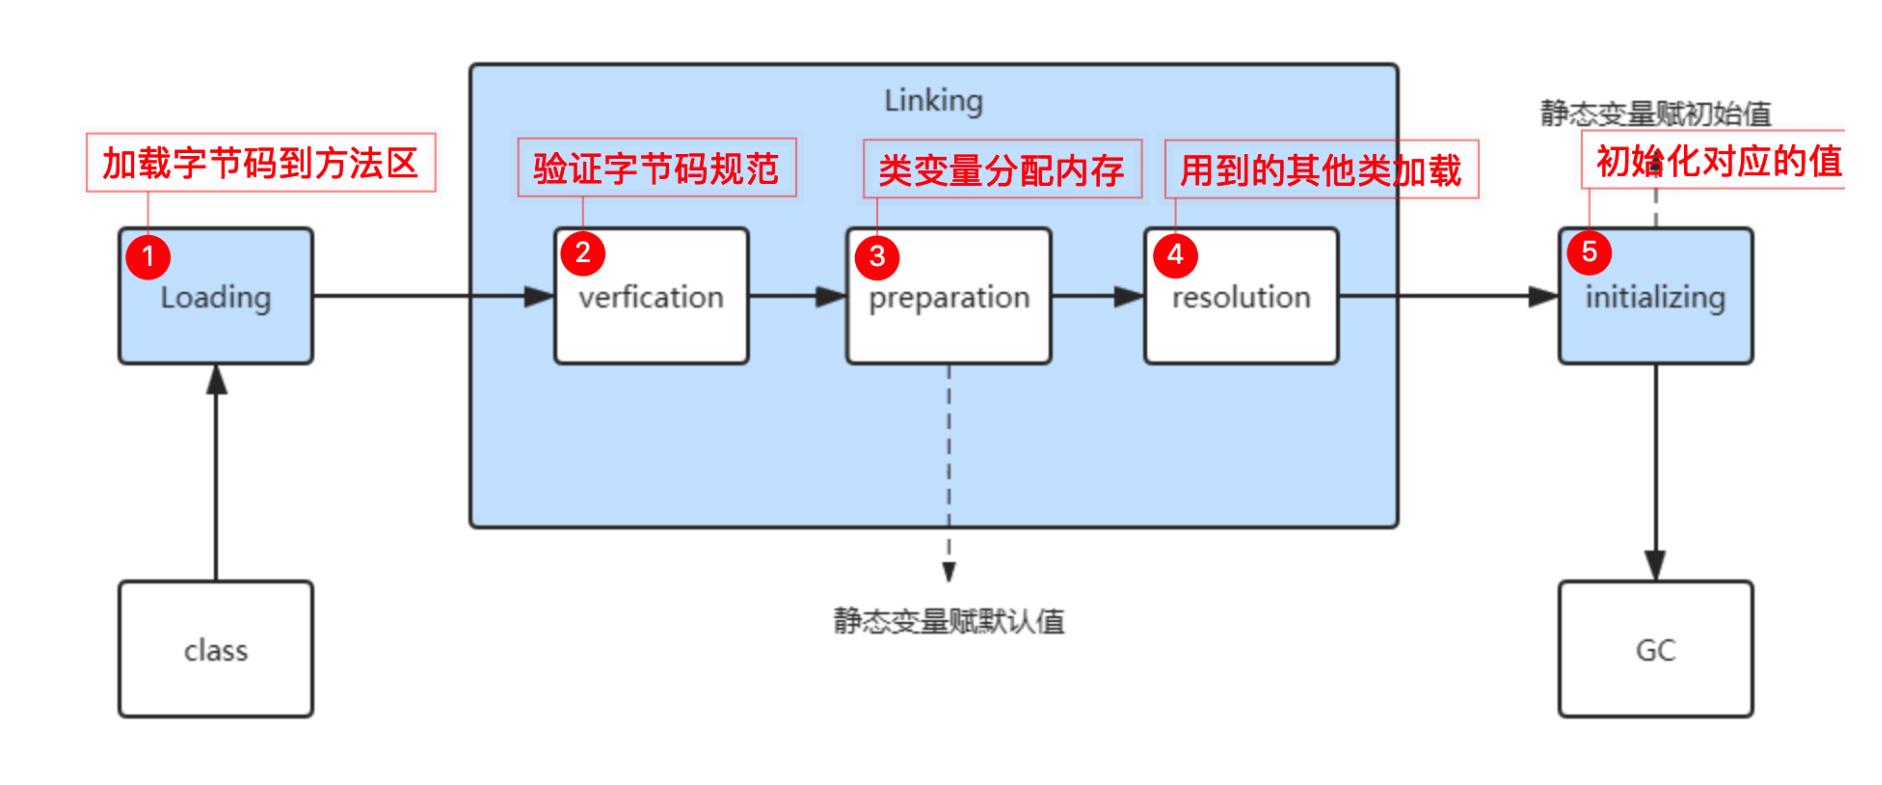 Linking
静态变量赋初始值
加载字节码到方法区
验证字节码规范
类变量分配内存
用到的其他类加载
初始化对应的值
1
2
3
4
5
Loading
verfication
preparation
resolution
initializing
静态变量赋默认值
class
GC